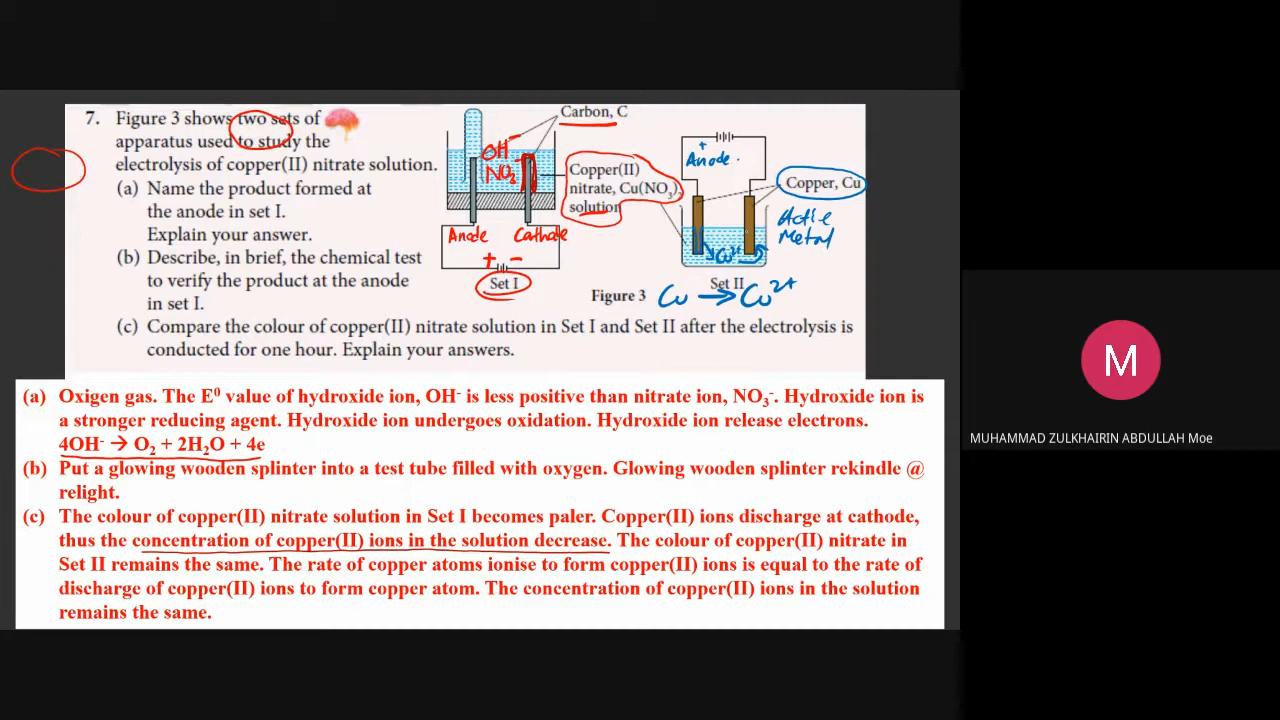 7. Figure 3 shows two sets of
apparatus used to study the
electrolysis of copper(II) nitrate solution.
(a) Name the product formed at
the anode in set I.
Explain your answer.
(b) Describe, in brief, the chemical test
to verify the product at the anode
in set I.
(c) Compare the colour of copper(II) nitrate solution in Set I and Set II after the electrolysis is
conducted for one hour. Explain your answers.
Carbon, C
OH⁻
NO₃⁻
Copper(II)
nitrate, Cu(NO₃)₂
solution
Anode
Cathode
+ −
Set I
+
Anode
Copper, Cu
Active
Metal
Cu²⁺
Set II
Figure 3
Cu → Cu²⁺
(a) Oxigen gas. The E⁰ value of hydroxide ion, OH⁻ is less positive than nitrate ion, NO₃⁻. Hydroxide ion is
a stronger reducing agent. Hydroxide ion undergoes oxidation. Hydroxide ion release electrons.
4OH⁻ → O₂ + 2H₂O + 4e
(b) Put a glowing wooden splinter into a test tube filled with oxygen. Glowing wooden splinter rekindle @
relight.
(c) The colour of copper(II) nitrate solution in Set I becomes paler. Copper(II) ions discharge at cathode,
thus the concentration of copper(II) ions in the solution decrease. The colour of copper(II) nitrate in
Set II remains the same. The rate of copper atoms ionise to form copper(II) ions is equal to the rate of
discharge of copper(II) ions to form copper atom. The concentration of copper(II) ions in the solution
remains the same.
M
MUHAMMAD ZULKHAIRIN ABDULLAH Moe